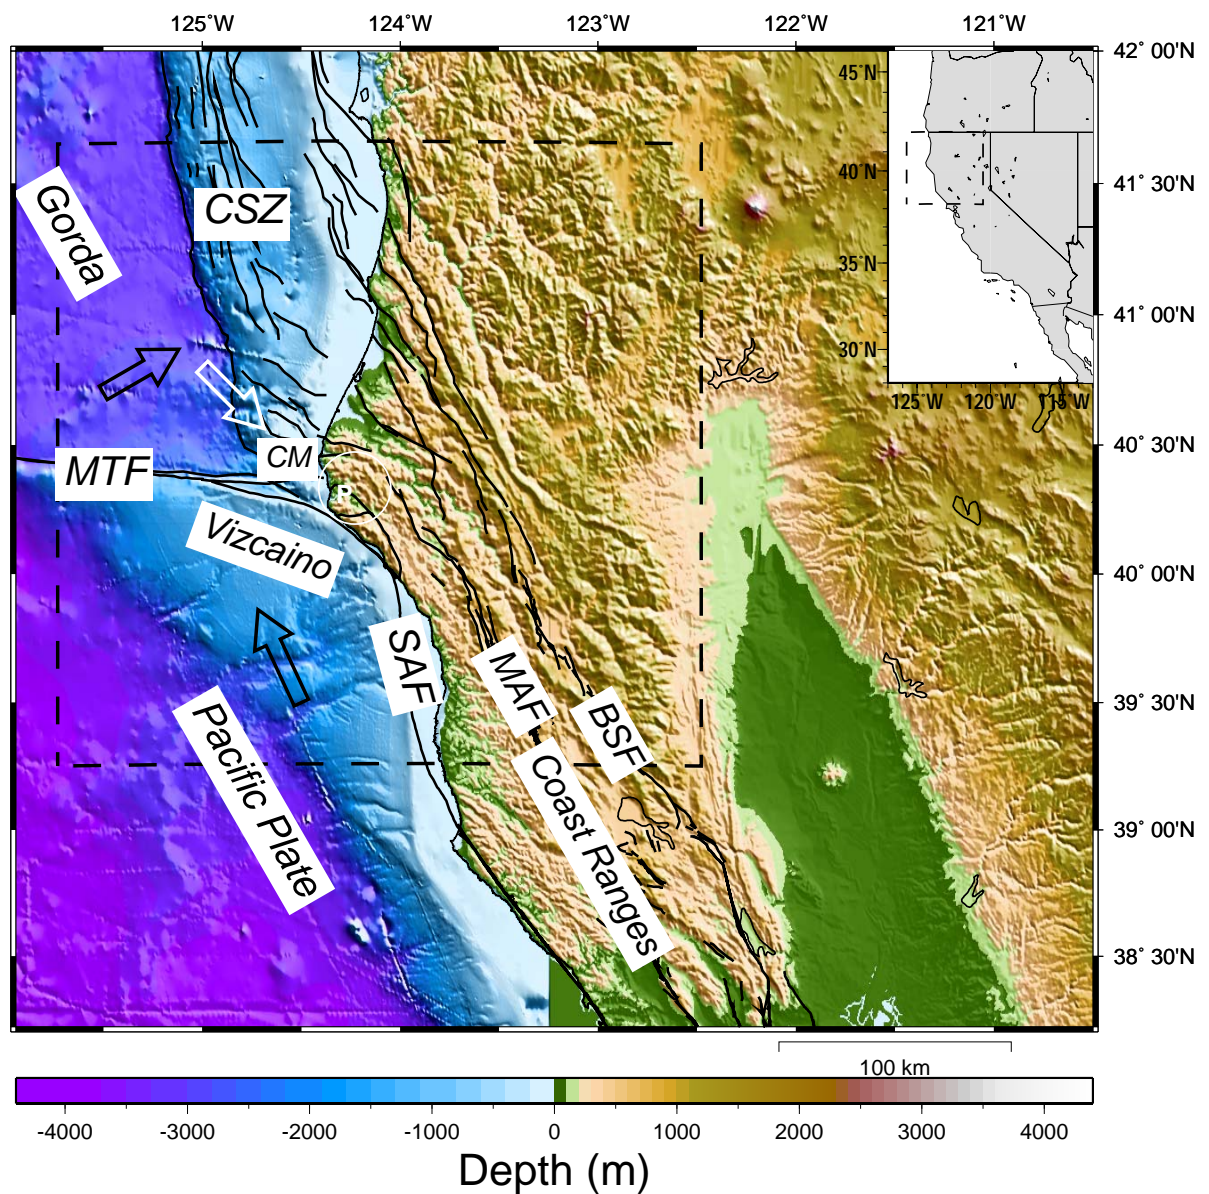 125˚W 124˚W 123˚W 122˚W 121˚W
42˚ 00'N
45˚N
40˚N
41˚ 30'N
Gorda
CSZ
35˚N
41˚ 00'N
30˚N
125˚W 120˚W 115˚W
40˚ 30'N
CM
MTF
P
Vizcaino
40˚ 00'N
SAF
MAF
39˚ 30'N
BSF
Pacific Plate
Coast Ranges
39˚ 00'N
38˚ 30'N
100 km
-4000 -3000 -2000 -1000 0 1000 2000 3000 4000
Depth (m)